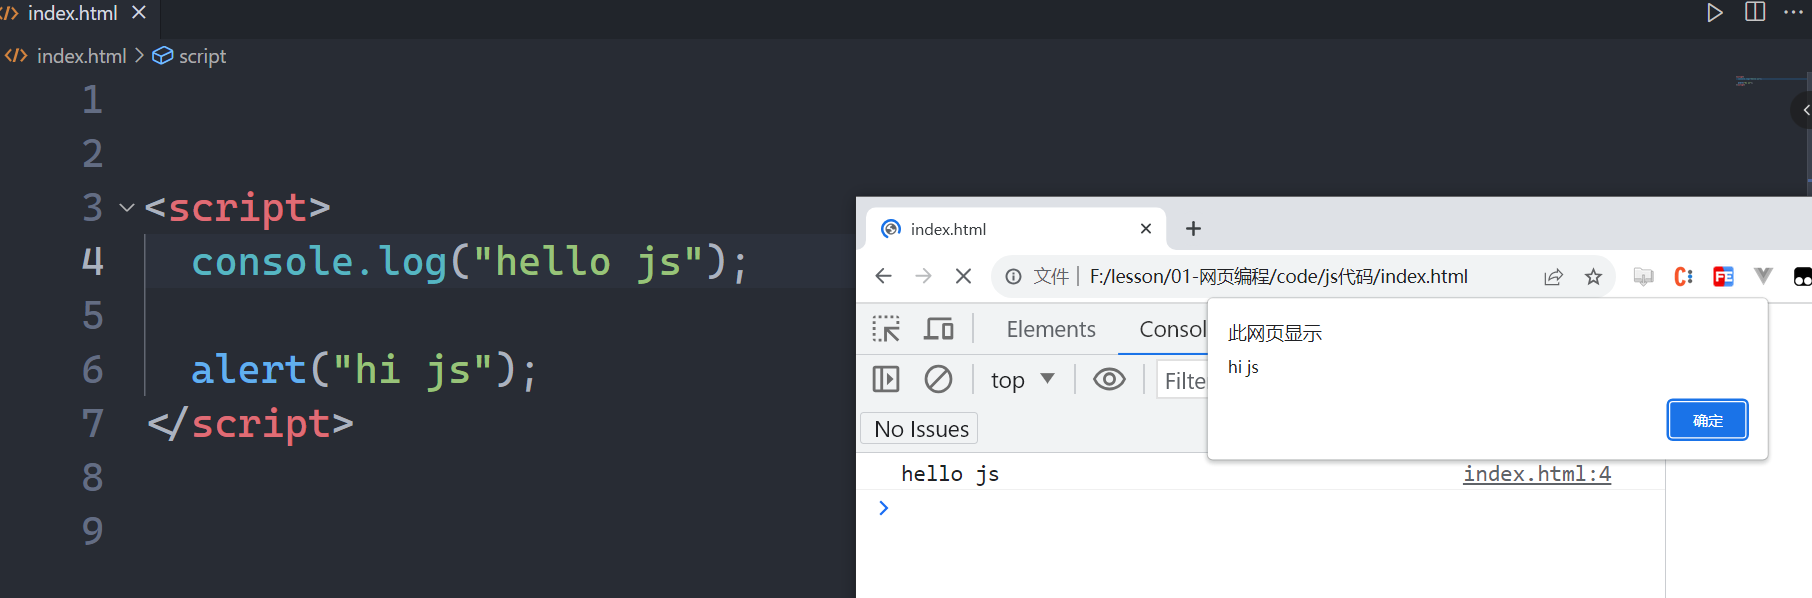 index.html
index.html > script
1
2
3 <script>
4 console.log("hello js");
5
6 alert("hi js");
7 </script>
8
9
index.html
文件 | F:/lesson/01-网页编程/code/js代码/index.html
Elements Consol
top Filte
No Issues
此网页显示
hi js
确定
hello js index.html:4